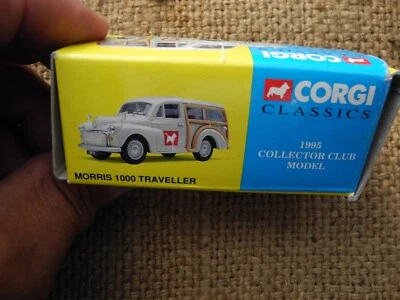 CORGI
CLASSICS
1995
COLLECTOR CLUB
MODEL
MORRIS 1000 TRAVELLER